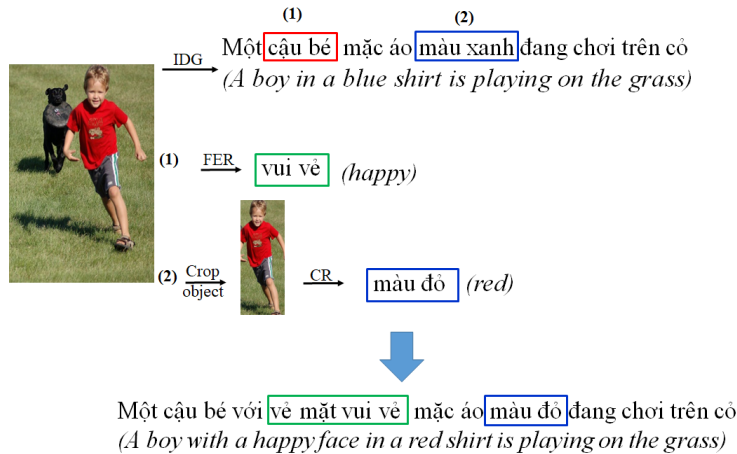 (1) (2)
IDG Một cậu bé mặc áo màu xanh đang chơi trên cỏ
(A boy in a blue shirt is playing on the grass)
(1) FER vui vẻ (happy)
(2) Crop object CR màu đỏ (red)
Một cậu bé với vẻ mặt vui vẻ mặc áo màu đỏ đang chơi trên cỏ
(A boy with a happy face in a red shirt is playing on the grass)